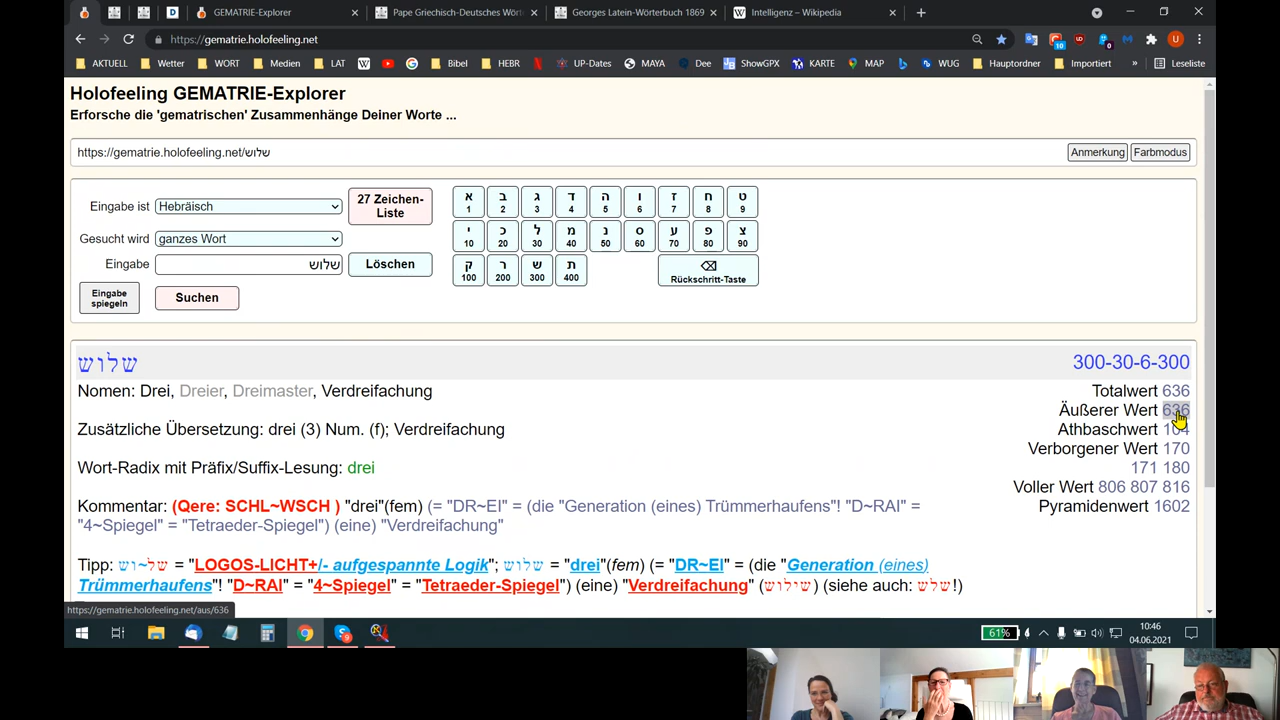 GEMATRIE-Explorer
Pape Griechisch-Deutsches Wört
Georges Latein-Wörterbuch 1869
Intelligenz – Wikipedia
https://gematrie.holofeeling.net
AKTUELL Wetter WORT Medien LAT Bibel HEBR UP-Dates MAYA Dee ShowGPX KARTE MAP WUG Hauptordner Importiert » Leseliste
Holofeeling GEMATRIE-Explorer
Erforsche die 'gematrischen' Zusammenhänge Deiner Worte ...
https://gematrie.holofeeling.net/שלוש Anmerkung Farbmodus
Eingabe ist Hebräisch 27 Zeichen-Liste
Gesucht wird ganzes Wort
Eingabe שלוש Löschen
Eingabe spiegeln Suchen
א ב ג ד ה ו ז ח ט
1 2 3 4 5 6 7 8 9
י כ ל מ נ ס ע פ צ
10 20 30 40 50 60 70 80 90
ק ר ש ת
100 200 300 400 Rückschritt-Taste
שלוש 300-30-6-300
Nomen: Drei, Dreier, Dreimaster, Verdreifachung Totalwert 636
Äußerer Wert 636
Zusätzliche Übersetzung: drei (3) Num. (f); Verdreifachung Athbaschwert 104
Verborgener Wert 170
Wort-Radix mit Präfix/Suffix-Lesung: drei 171 180
Voller Wert 806 807 816
Kommentar: (Qere: SCHL~WSCH ) "drei"(fem) (= "DR~EI" = (die "Generation (eines) Trümmerhaufens"! "D~RAI" = Pyramidenwert 1602
"4~Spiegel" = "Tetraeder-Spiegel") (eine) "Verdreifachung"
Tipp: של~וש = "LOGOS-LICHT+/- aufgespannte Logik"; שלוש = "drei"(fem) (= "DR~EI" = (die "Generation (eines)
Trümmerhaufens"! "D~RAI" = "4~Spiegel" = "Tetraeder-Spiegel") (eine) "Verdreifachung" (שילוש) (siehe auch: שלש!)
https://gematrie.holofeeling.net/aus/636
61% 10:46
04.06.2021